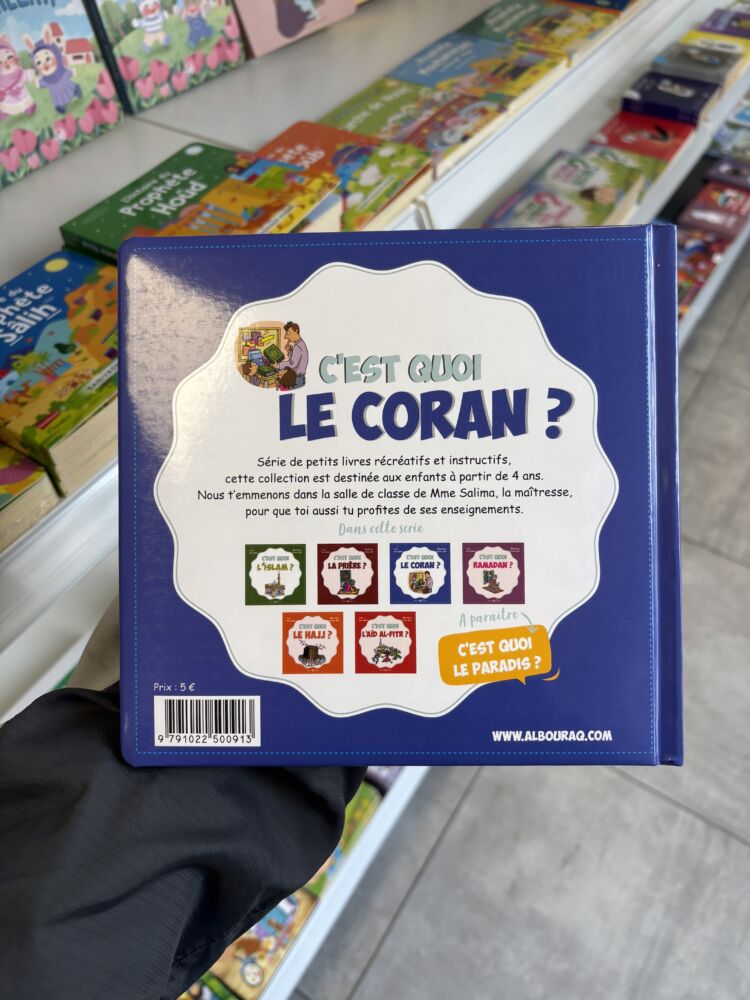 L'histoire du
Prophète
Houd
Prophète
Sâlih
C'EST QUOI
LE CORAN ?
Série de petits livres récréatifs et instructifs,
cette collection est destinée aux enfants à partir de 4 ans.
Nous t'emmenons dans la salle de classe de Mme Salima, la maîtresse,
pour que toi aussi tu profites de ses enseignements.
Dans cette serie
C'EST QUOI
L'ISLAM ?
C'EST QUOI
LA PRIÈRE ?
C'EST QUOI
LE CORAN ?
C'EST QUOI
RAMADAN ?
C'EST QUOI
LE HAJJ ?
C'EST QUOI
L'AÏD AL-FITR ?
A paraitre
C'EST QUOI
LE PARADIS ?
Prix : 5 €
9 791022 500913
WWW.ALBOURAQ.COM